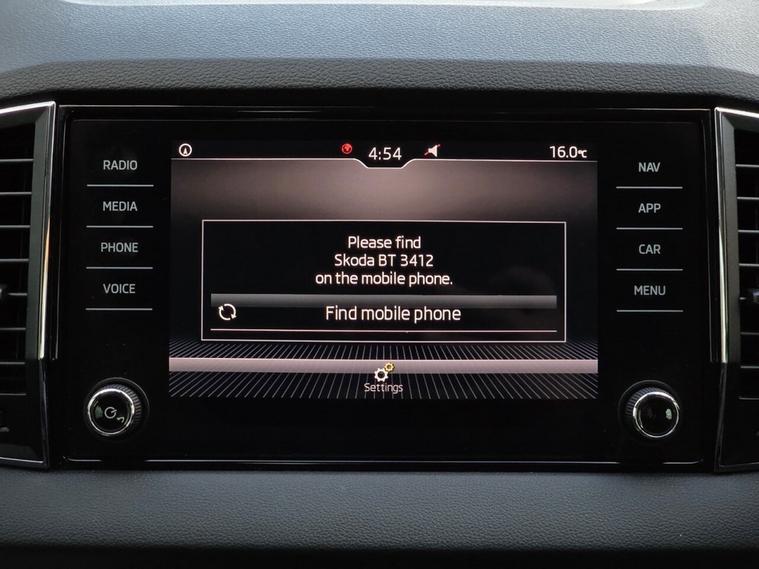 RADIO
MEDIA
PHONE
VOICE
4:54
16.0°C
Please find
Skoda BT 3412
on the mobile phone.
Find mobile phone
Settings
NAV
APP
CAR
MENU